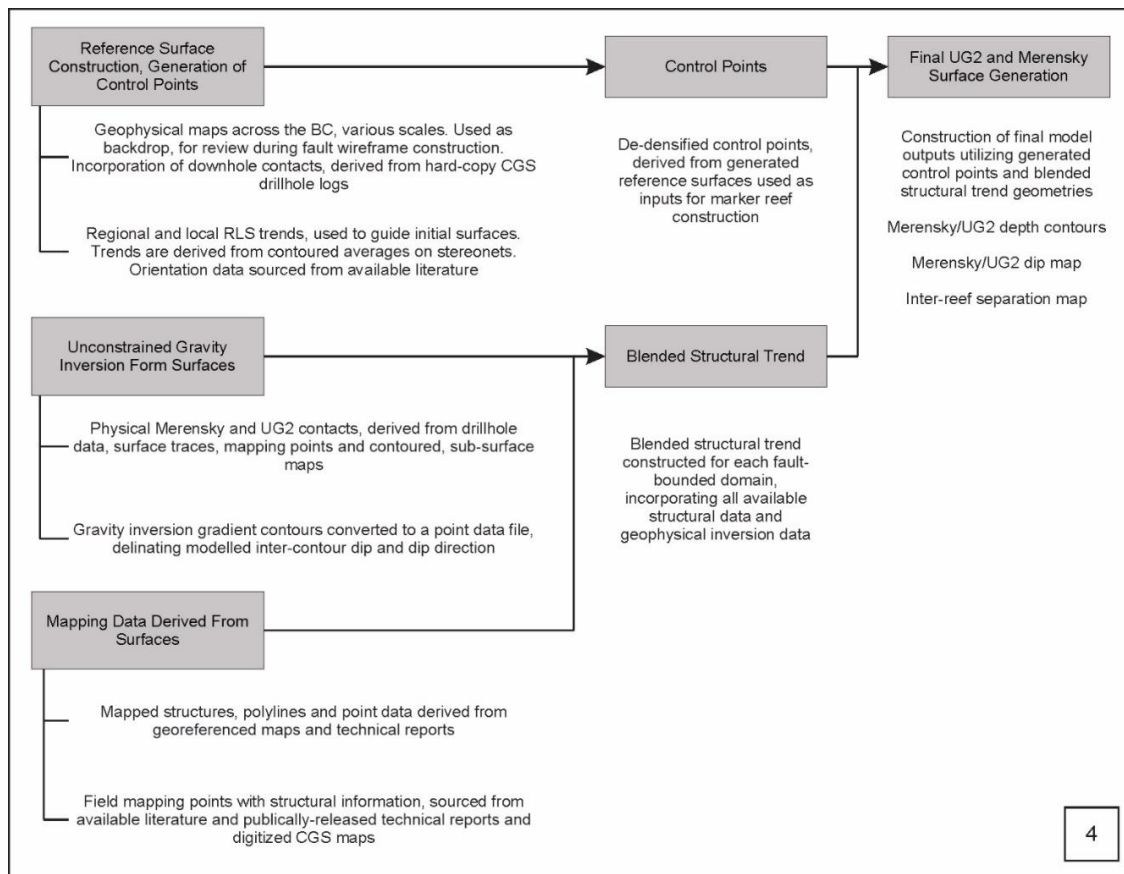 Reference Surface
Construction, Generation of
Control Points
Geophysical maps across the BC, various scales. Used as
backdrop, for review during fault wireframe construction.
Incorporation of downhole contacts, derived from hard-copy CGS
drillhole logs
Regional and local RLS trends, used to guide initial surfaces.
Trends are derived from contoured averages on stereonets.
Orientation data sourced from available literature
Unconstrained Gravity
Inversion Form Surfaces
Physical Merensky and UG2 contacts, derived from drillhole
data, surface traces, mapping points and contoured, sub-surface
maps
Gravity inversion gradient contours converted to a point data file,
delinating modelled inter-contour dip and dip direction
Mapping Data Derived From
Surfaces
Mapped structures, polylines and point data derived from
georeferenced maps and technical reports
Field mapping points with structural information, sourced from
available literature and publically-released technical reports and
digitized CGS maps
Control Points
De-densified control points,
derived from generated
reference surfaces used as
inputs for marker reef
construction
Blended Structural Trend
Blended structural trend
constructed for each fault-
bounded domain,
incorporating all available
structural data and
geophysical inversion data
Final UG2 and Merensky
Surface Generation
Construction of final model
outputs utilizing generated
control points and blended
structural trend geometries
Merensky/UG2 depth contours
Merensky/UG2 dip map
Inter-reef separation map
4